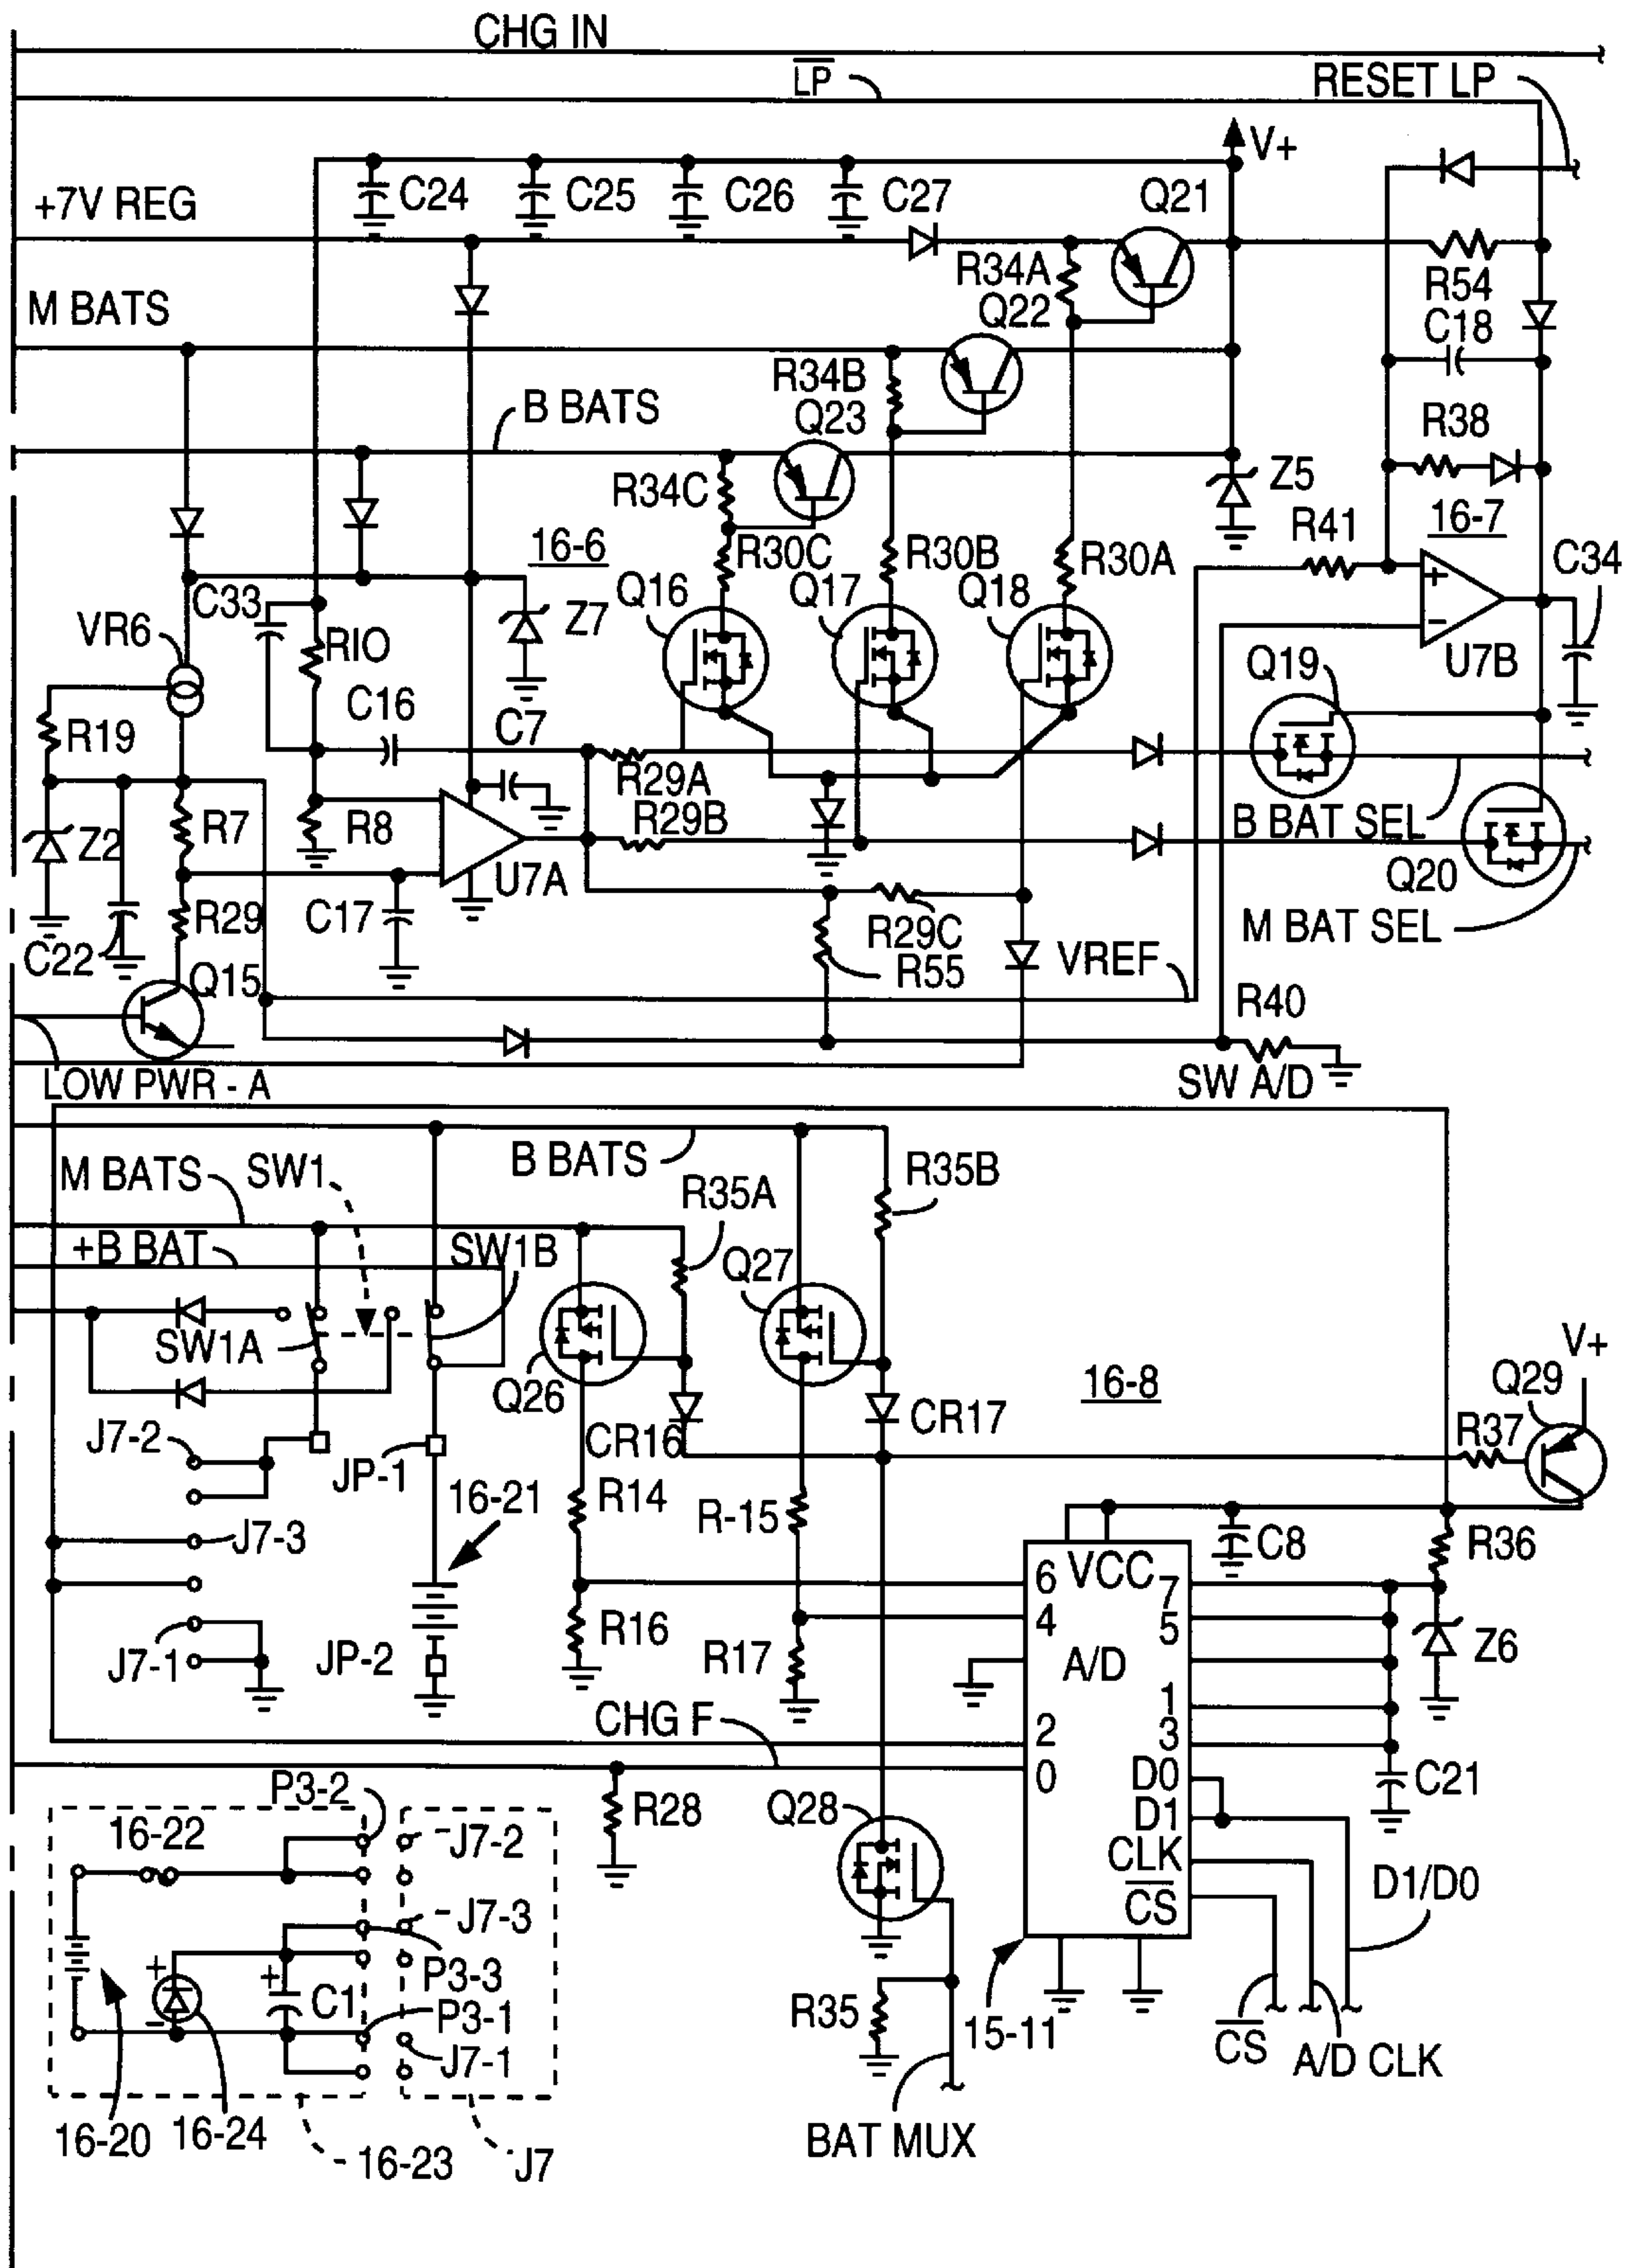 CHG IN
LP
RESET LP
V+
+7V REG
C24
C25
C26
C27
Q21
R34A
R54
M BATS
Q22
C18
R34B
B BATS
Q23
R38
R34C
Z5
16-6
R41
16-7
R30C
R30B
R30A
C34
C33
Q16
Q17
Q18
VR6
Z7
RIO
Q19
U7B
C16
R19
C7
R29A
B BAT SEL
Z2
R7
R8
R29B
U7A
Q20
C17
R29
R29C
M BAT SEL
C22
R55
VREF
Q15
R40
LOW PWR - A
SW A/D
B BATS
M BATS
SW1
R35A
R35B
+B BAT
SW1B
Q27
SW1A
Q26
16-8
V+
Q29
CR16
CR17
R37
J7-2
JP-1
16-21
R14
R-15
J7-3
C8
R36
6
VCC
7
4
5
R16
J7-1
JP-2
R17
A/D
Z6
1
CHG F
2
3
0
D0
C21
P3-2
R28
Q28
D1
16-22
J7-2
CLK
D1/D0
CS
J7-3
+
+
P3-3
C1
P3-1
R35
15-11
-
J7-1
CS
A/D CLK
16-20
16-24
16-23
J7
BAT MUX